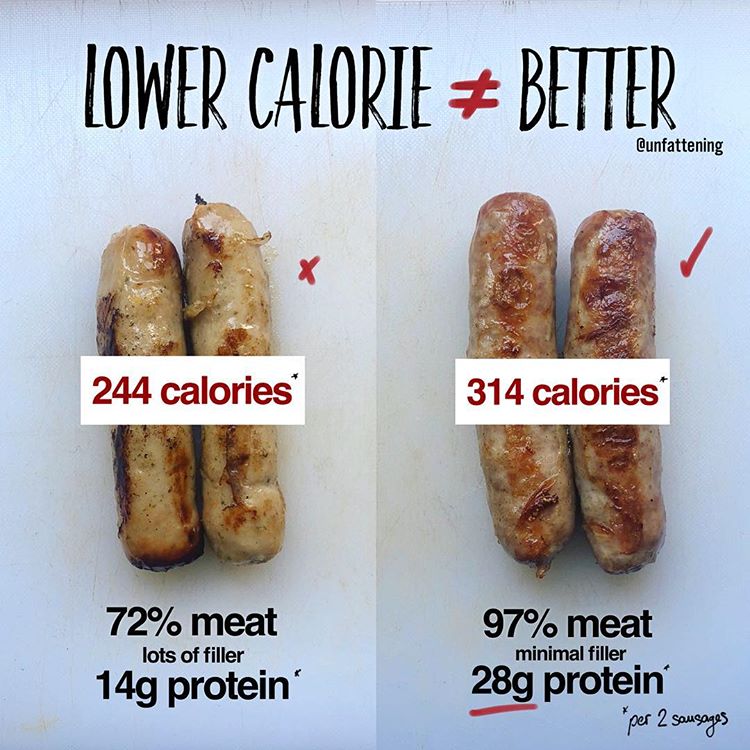 LOWER CALORIE ≠ BETTER
@unfattening
244 calories*
72% meat
lots of filler
14g protein*
314 calories*
97% meat
minimal filler
28g protein*
*per 2 sausages